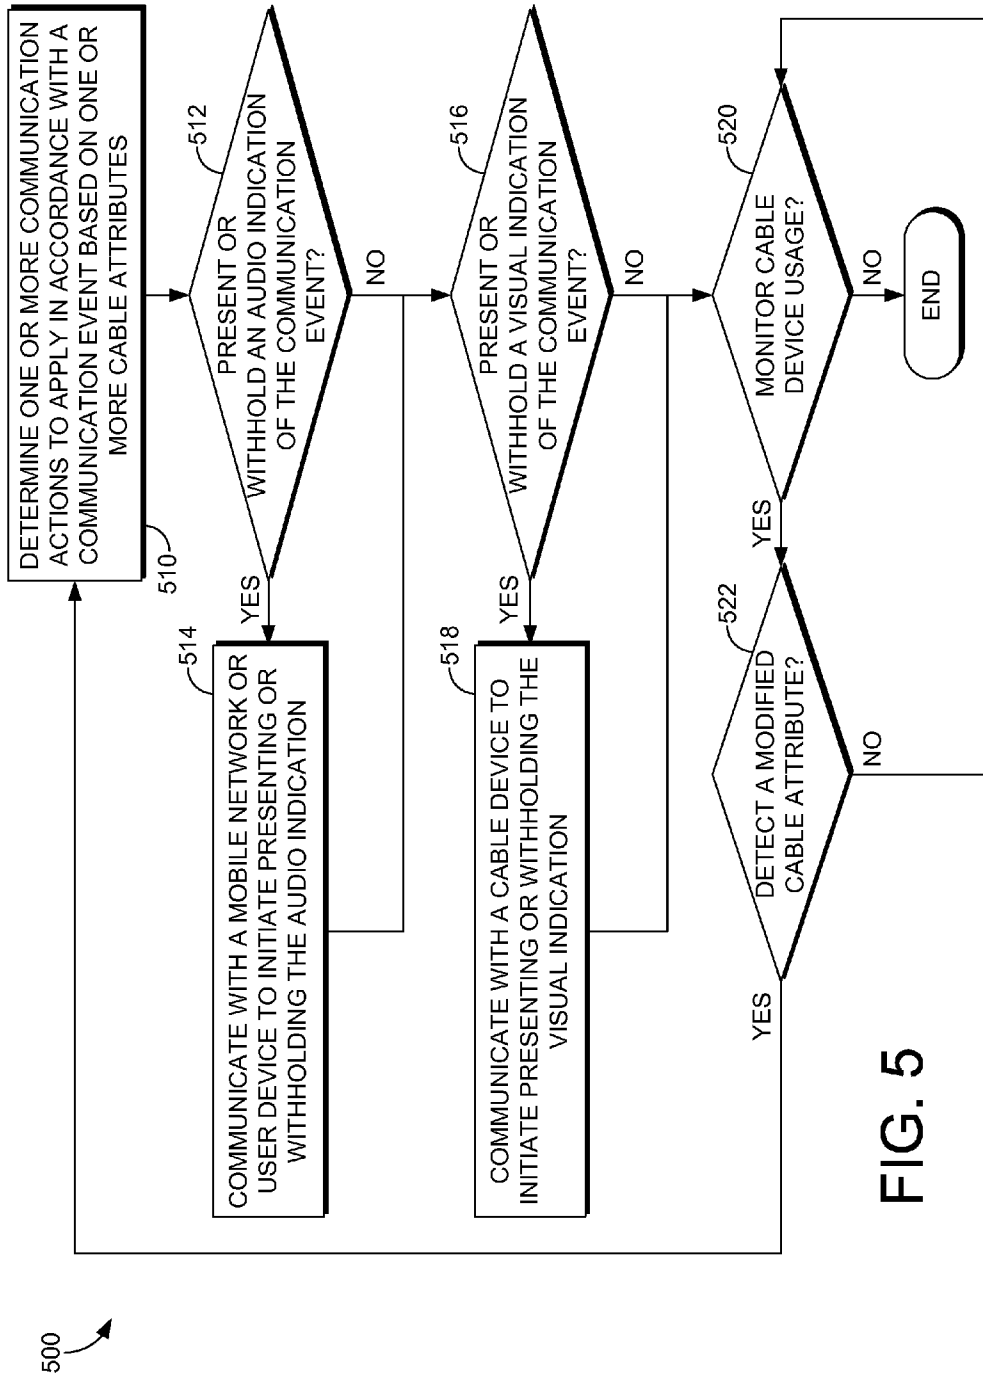 500
DETERMINE ONE OR MORE COMMUNICATION
ACTIONS TO APPLY IN ACCORDANCE WITH A
COMMUNICATION EVENT BASED ON ONE OR
MORE CABLE ATTRIBUTES
510
512
PRESENT OR
WITHHOLD AN AUDIO INDICATION
OF THE COMMUNICATION
EVENT?
YES
NO
514
COMMUNICATE WITH A MOBILE NETWORK OR
USER DEVICE TO INITIATE PRESENTING OR
WITHHOLDING THE AUDIO INDICATION
516
PRESENT OR
WITHHOLD A VISUAL INDICATION
OF THE COMMUNICATION
EVENT?
YES
NO
518
COMMUNICATE WITH A CABLE DEVICE TO
INITIATE PRESENTING OR WITHHOLDING THE
VISUAL INDICATION
520
MONITOR CABLE
DEVICE USAGE?
YES
NO
522
DETECT A MODIFIED
CABLE ATTRIBUTE?
YES
NO
END
FIG. 5